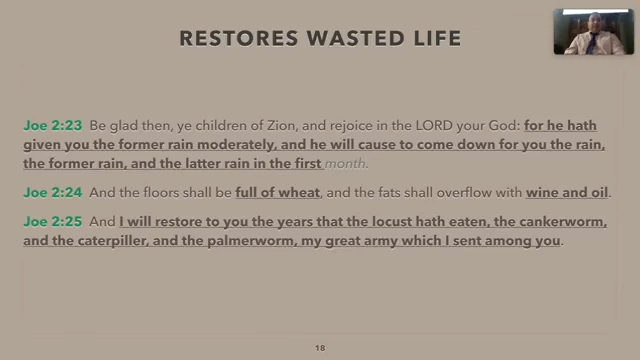 RESTORES WASTED LIFE
Joe 2:23 Be glad then, ye children of Zion, and rejoice in the LORD your God: for he hath
given you the former rain moderately, and he will cause to come down for you the rain,
the former rain, and the latter rain in the first month.
Joe 2:24 And the floors shall be full of wheat, and the fats shall overflow with wine and oil.
Joe 2:25 And I will restore to you the years that the locust hath eaten, the cankerworm,
and the caterpiller, and the palmerworm, my great army which I sent among you.
18